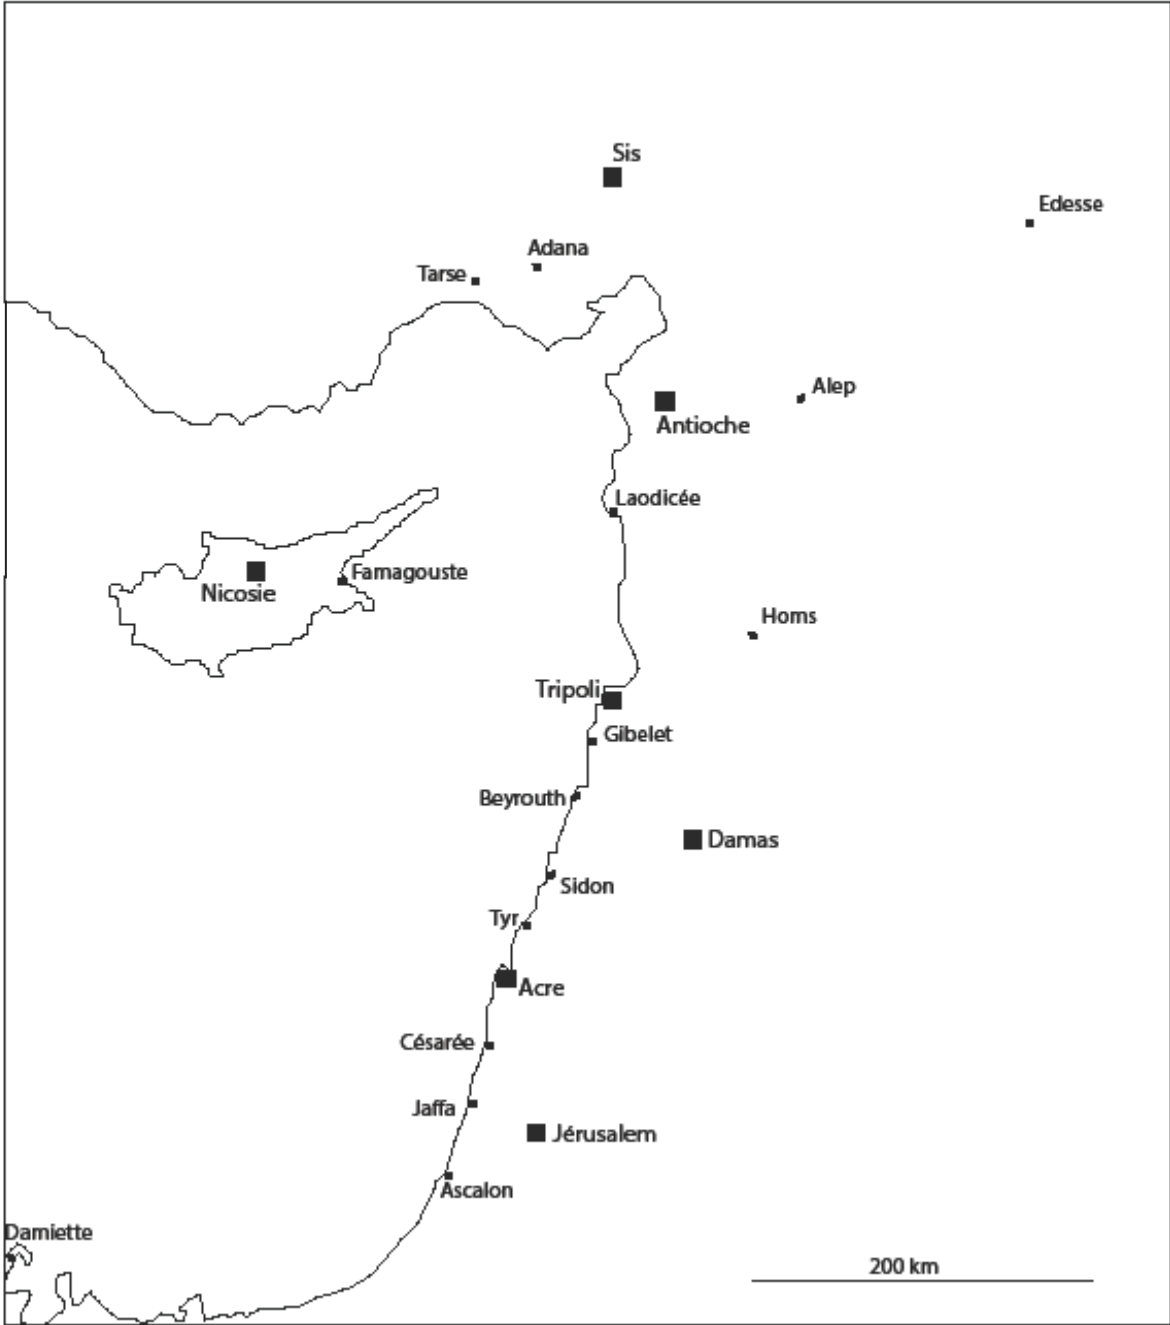 Sis
Edesse
Adana
Tarse
Alep
Antioche
Laodicée
Famagouste
Nicosie
Homs
Tripoli
Gibelet
Beyrouth
Damas
Sidon
Tyr
Acre
Césarée
Jaffa
Jérusalem
Ascalon
Damiette
200 km